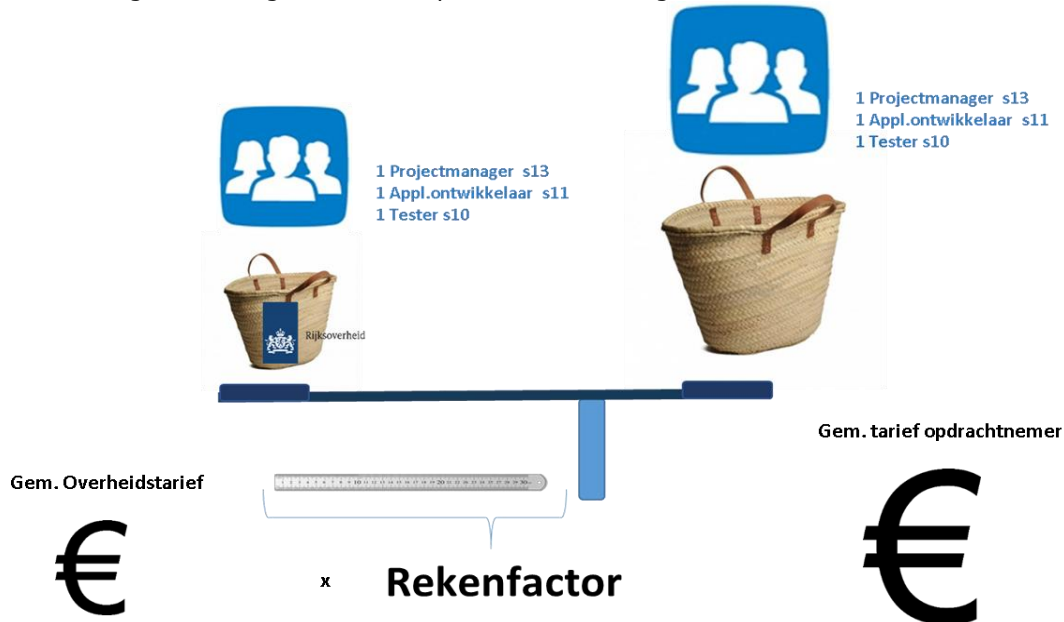 1 Projectmanager s13
1 Appl.ontwikkelaar s11
1 Tester s10
1 Projectmanager s13
1 Appl.ontwikkelaar s11
1 Tester s10
Rijksoverheid
Gem. tarief opdrachtnemer
Gem. Overheidstarief
€
x
Rekenfactor
€